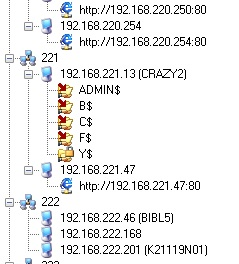 http://192.168.220.250:80
192.168.220.254
http://192.168.220.254:80
221
192.168.221.13 (CRAZY2)
ADMIN$
B$
C$
F$
Y$
192.168.221.47
http://192.168.221.47:80
222
192.168.222.46 (BIBL5)
192.168.222.168
192.168.222.201 (K21119N01)